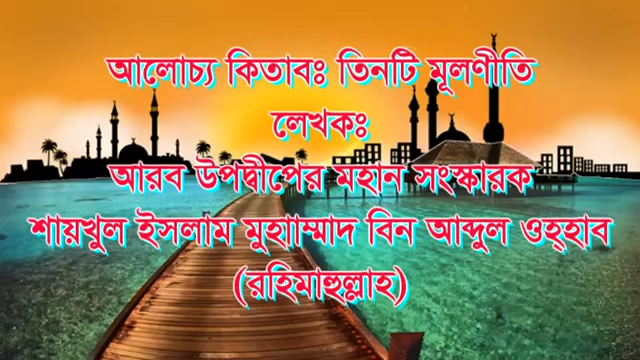 আলোচ্য কিতাবঃ তিনটি মূলণীতি
লেখকঃ
আরব উপদ্বীপের মহান সংস্কারক
শায়খুল ইসলাম মুহাাম্মাদ বিন আব্দুল ওহ্হাব
(রহিমাহুল্লাহ)